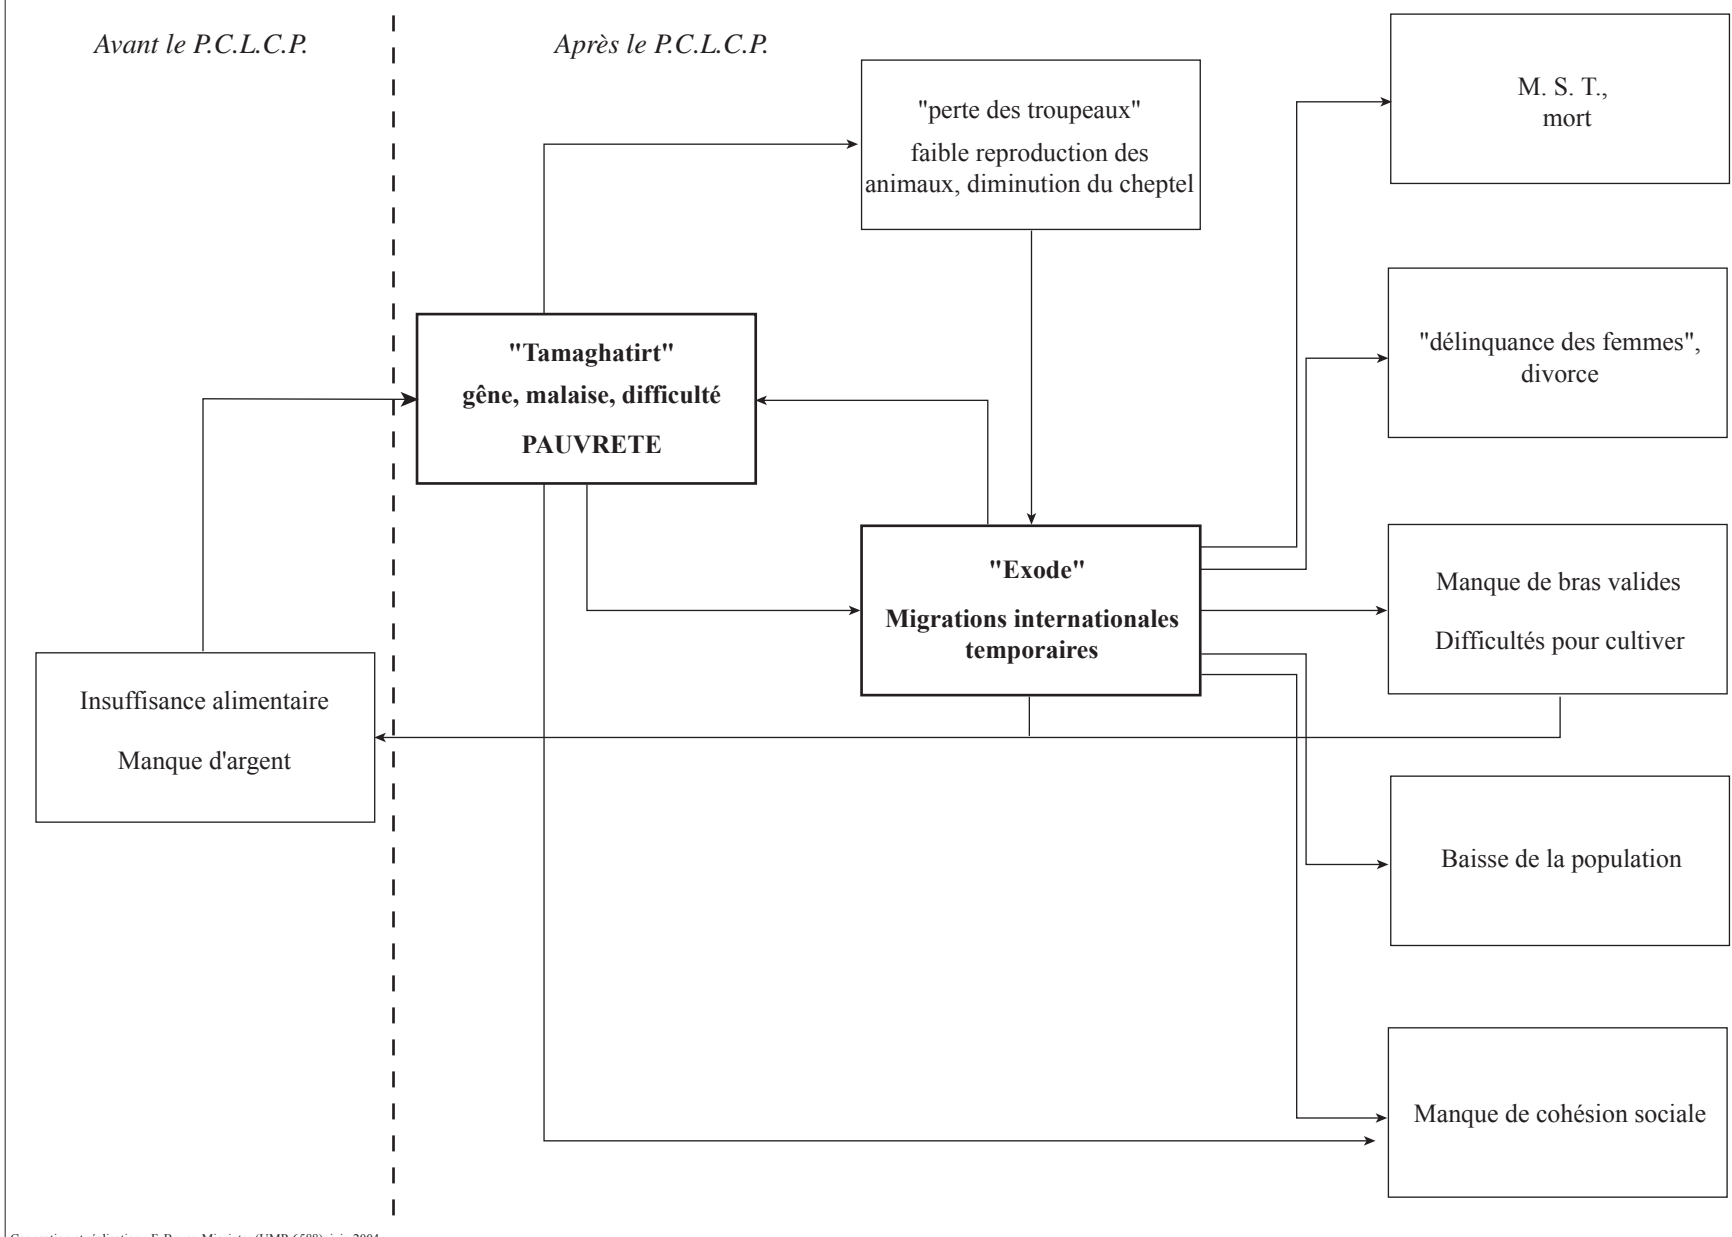 Avant le P.C.L.C.P.
Après le P.C.L.C.P.
"perte des troupeaux"
faible reproduction des
animaux, diminution du cheptel
M. S. T.,
mort
"Tamaghatirt"
gêne, malaise, difficulté
PAUVRETE
"délinquance des femmes",
divorce
"Exode"
Migrations internationales
temporaires
Manque de bras valides
Difficultés pour cultiver
Insuffisance alimentaire
Manque d'argent
Baisse de la population
Manque de cohésion sociale